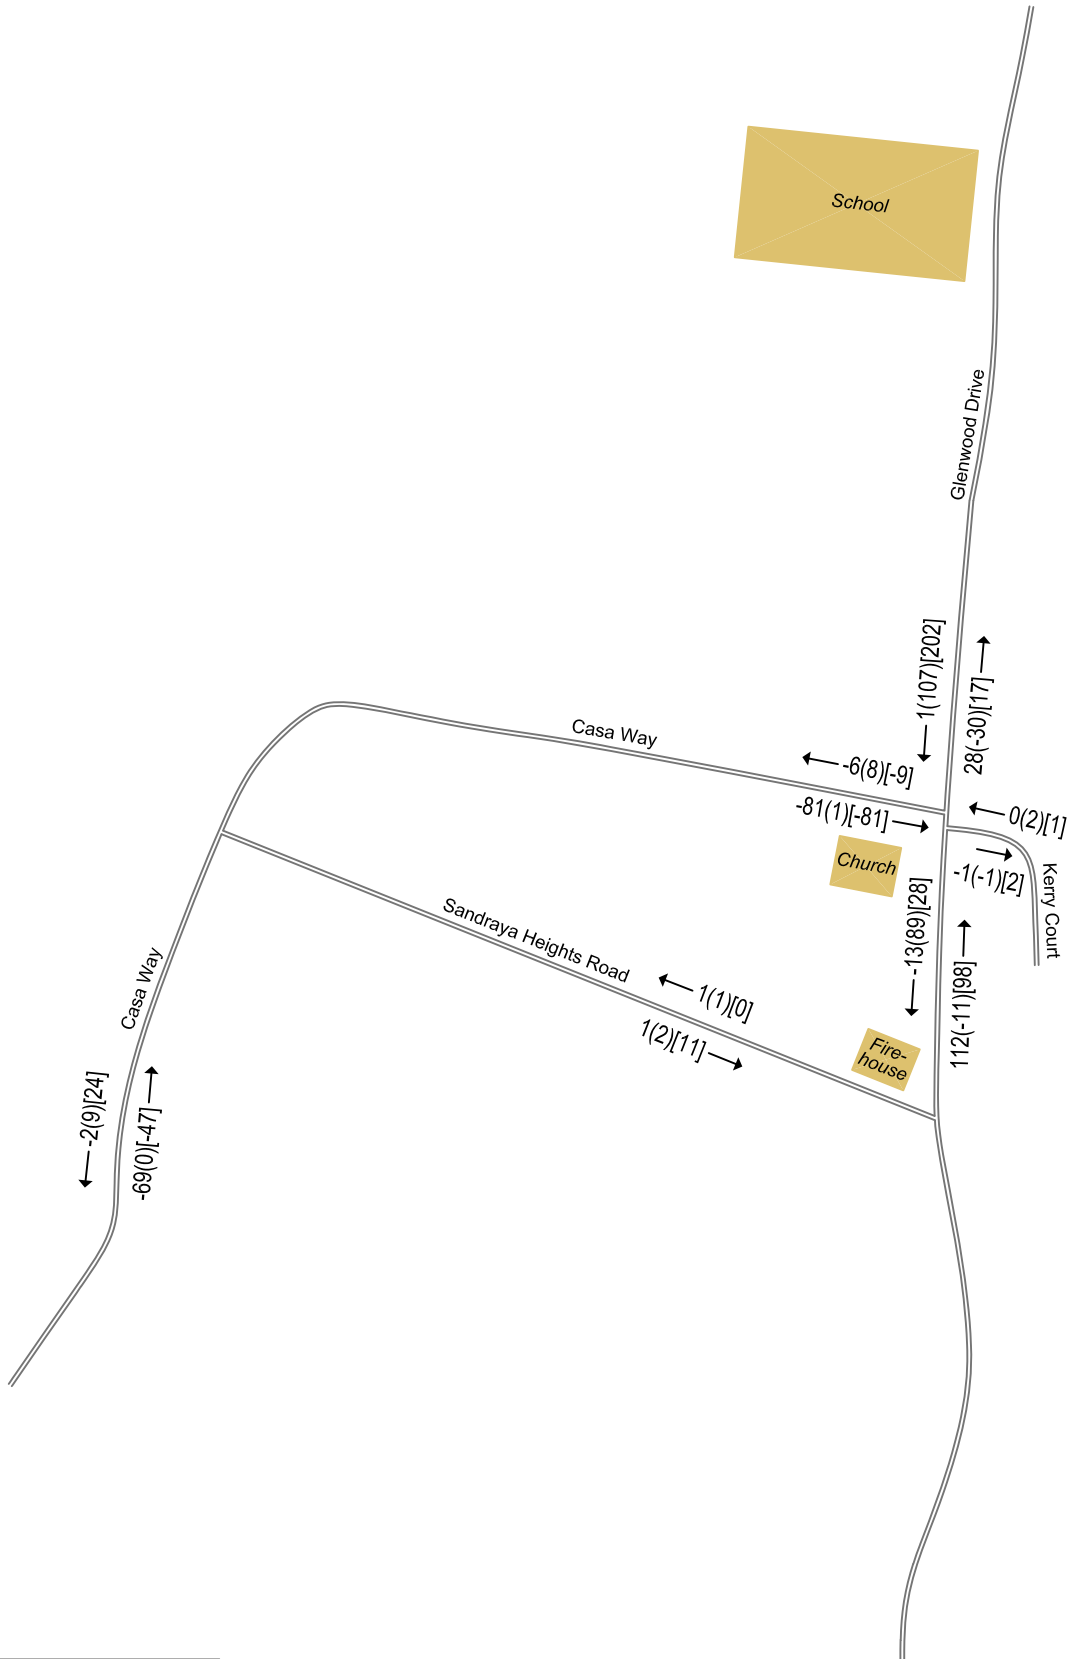 School
Glenwood Drive
1(107)[202]
28(-30)[17]
Casa Way
-6(8)[-9]
-81(1)[-81]
0(2)[1]
Church
-1(-1)[2]
Kerry Court
-13(89)[28]
Sandraya Heights Road
1(1)[0]
1(2)[11]
112(-11)[98]
Fire-
house
Casa Way
-2(9)[24]
-69(0)[-47]